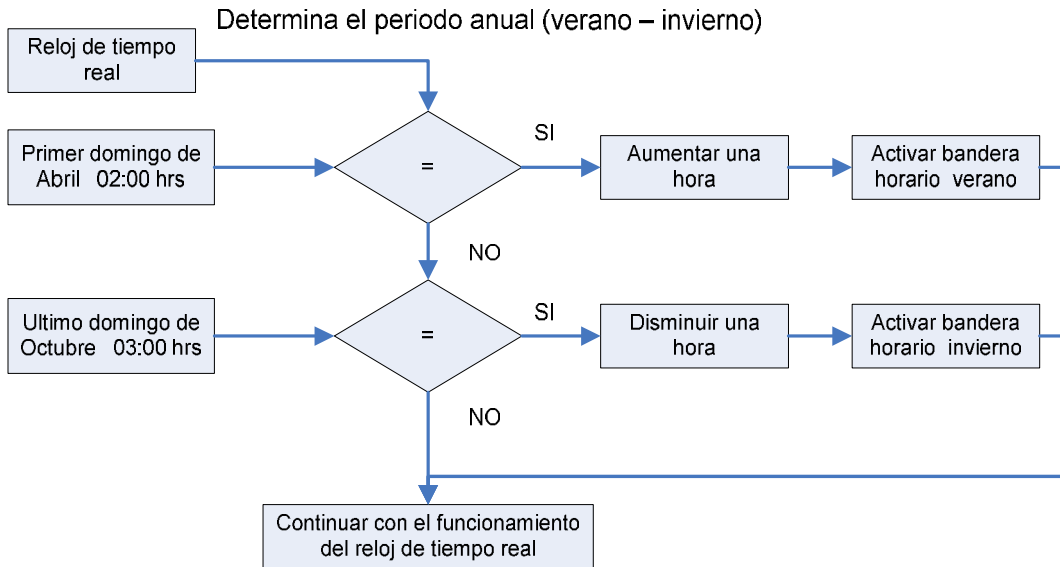 Determina el periodo anual (verano – invierno)
Reloj de tiempo
real
Primer domingo de
Abril 02:00 hrs
=
SI
Aumentar una
hora
Activar bandera
horario verano
NO
Ultimo domingo de
Octubre 03:00 hrs
=
SI
Disminuir una
hora
Activar bandera
horario invierno
NO
Continuar con el funcionamiento
del reloj de tiempo real